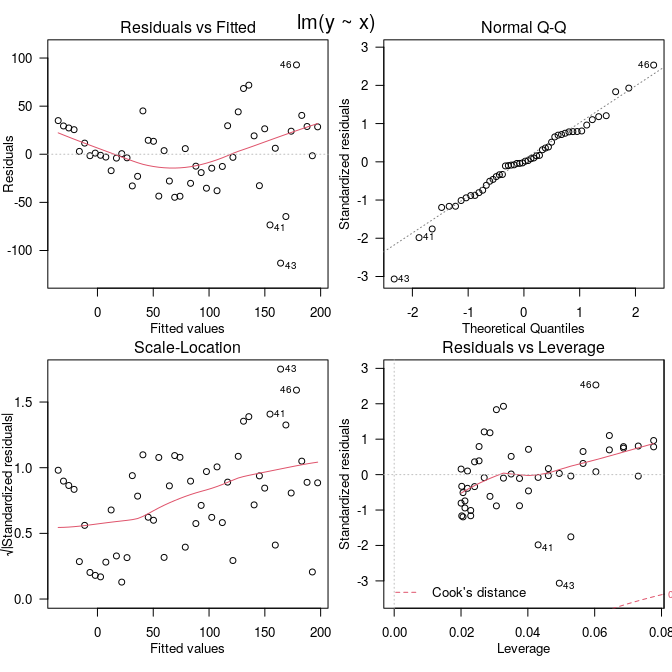 lm(y ~ x)
Residuals vs Fitted
Residuals
100
50
0
-50
-100
46
41
43
0 50 100 150 200
Fitted values
Normal Q-Q
Standardized residuals
3
2
1
0
-1
-2
-3
46
41
43
-2 -1 0 1 2
Theoretical Quantiles
Scale-Location
√|Standardized residuals|
1.5
1.0
0.5
0.0
43
46
41
0 50 100 150 200
Fitted values
Residuals vs Leverage
Standardized residuals
3
2
1
0
-1
-2
-3
46
41
43
Cook's distance
0.00 0.02 0.04 0.06 0.08
Leverage